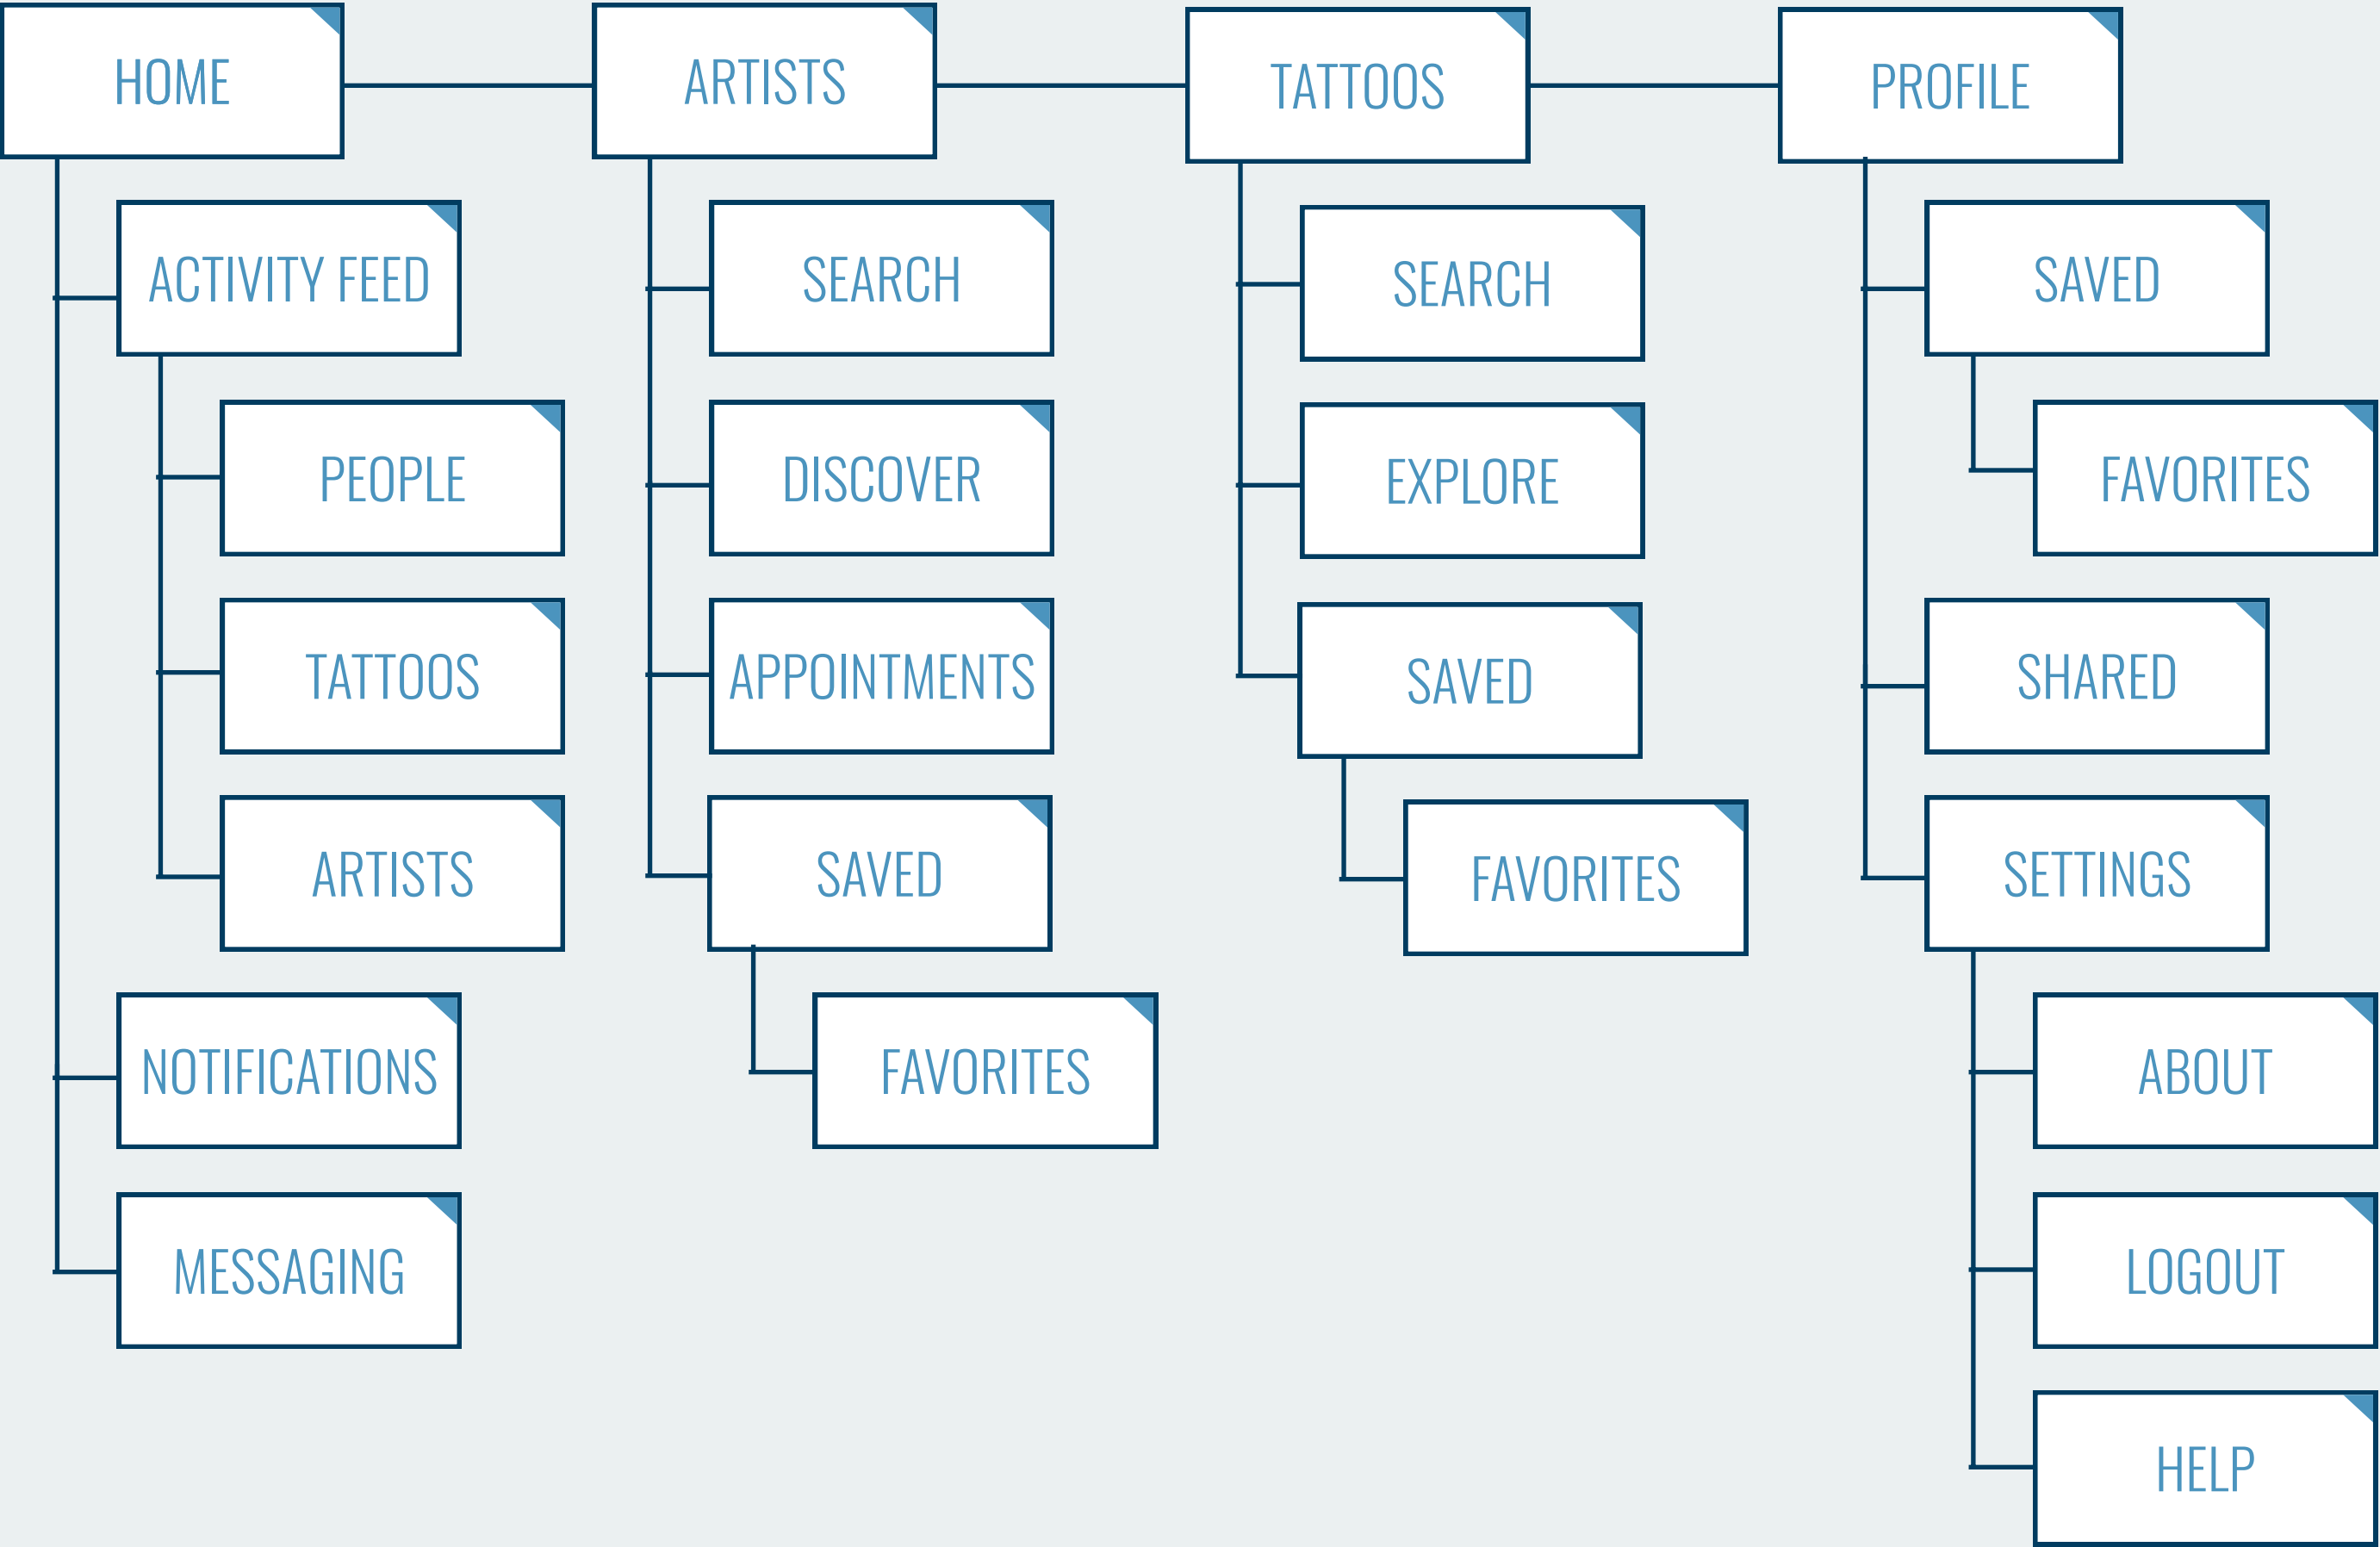 HOME
ARTISTS
TATTOOS
PROFILE
ACTIVITY FEED
PEOPLE
TATTOOS
ARTISTS
NOTIFICATIONS
MESSAGING
SEARCH
DISCOVER
APPOINTMENTS
SAVED
FAVORITES
SEARCH
EXPLORE
SAVED
FAVORITES
SAVED
FAVORITES
SHARED
SETTINGS
ABOUT
LOGOUT
HELP